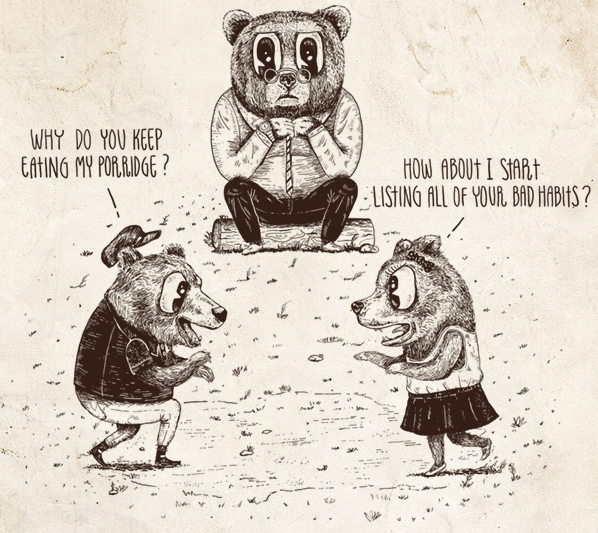 WHY DO YOU KEEP
EATING MY PORRIDGE?
HOW ABOUT I START
LISTING ALL OF YOUR BAD HABITS?